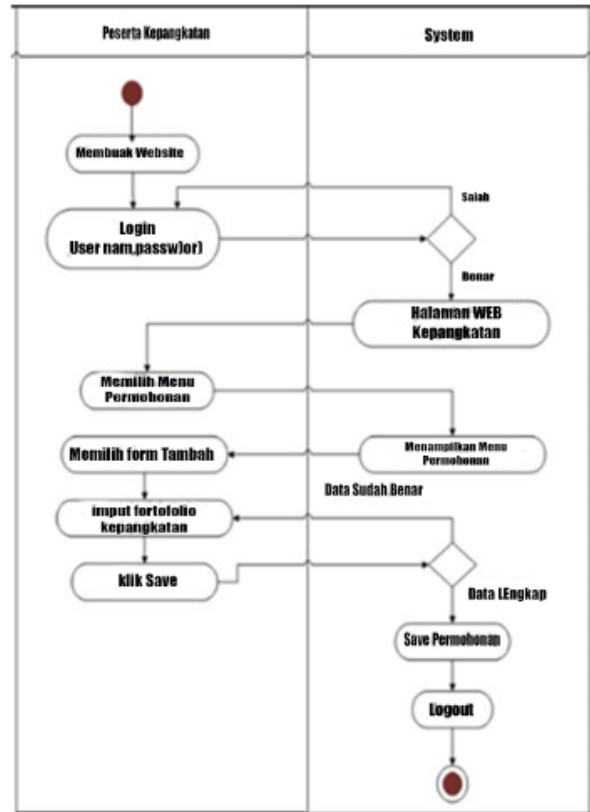 Peserta Kepangkatan
System
Membuak Website
Salah
Login
User nam,passw)or)
Benar
Halaman WEB
Kepangkatan
Memilih Menu
Permohonan
Menampilkan Menu
Permohonan
Memilih form Tambah
Data Sudah Benar
imput fortofolio
kepangkatan
klik Save
Data LEngkap
Save Permohonan
Logout